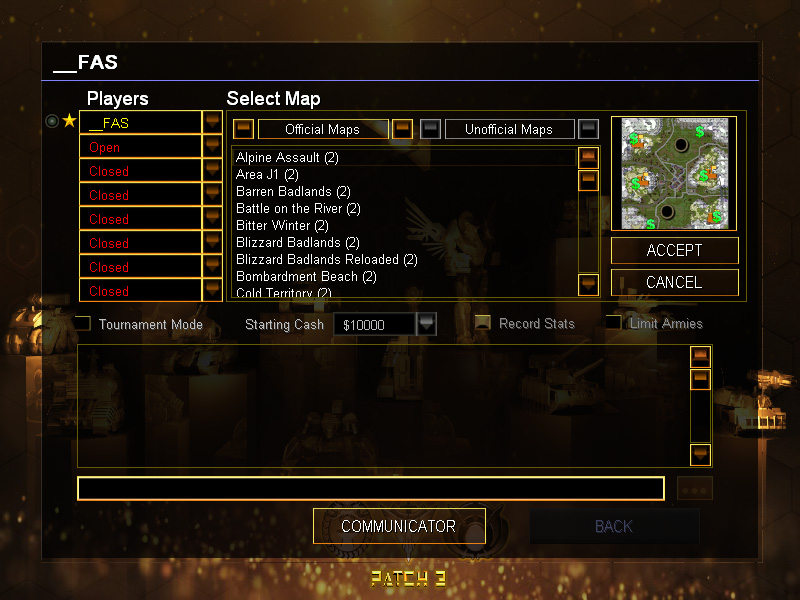 __FAS
Players
Select Map
__FAS
Official Maps
Unofficial Maps
Open
Closed
Closed
Closed
Closed
Closed
Closed
Alpine Assault (2)
Area J1 (2)
Barren Badlands (2)
Battle on the River (2)
Bitter Winter (2)
Blizzard Badlands (2)
Blizzard Badlands Reloaded (2)
Bombardment Beach (2)
Cold Territory (2)
$
$
$
$
$
$
ACCEPT
CANCEL
Tournament Mode
Starting Cash
$10000
Record Stats
Limit Armies
COMMUNICATOR
BACK
PATCH 3